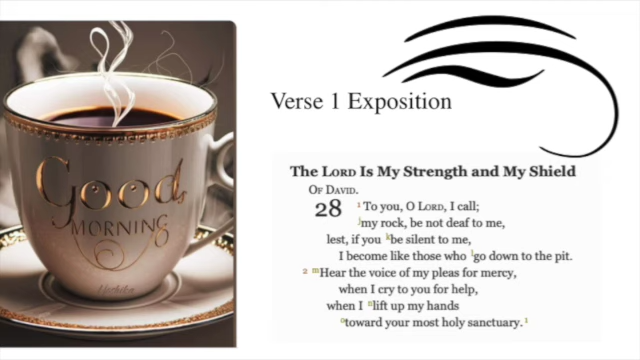 Good
MORNING
Verse 1 Exposition
The LORD Is My Strength and My Shield
OF DAVID.
28 1 To you, O LORD, I call;
j my rock, be not deaf to me,
lest, if you k be silent to me,
I become like those who l go down to the pit.
2 m Hear the voice of my pleas for mercy,
when I cry to you for help,
when I n lift up my hands
o toward your most holy sanctuary. 1